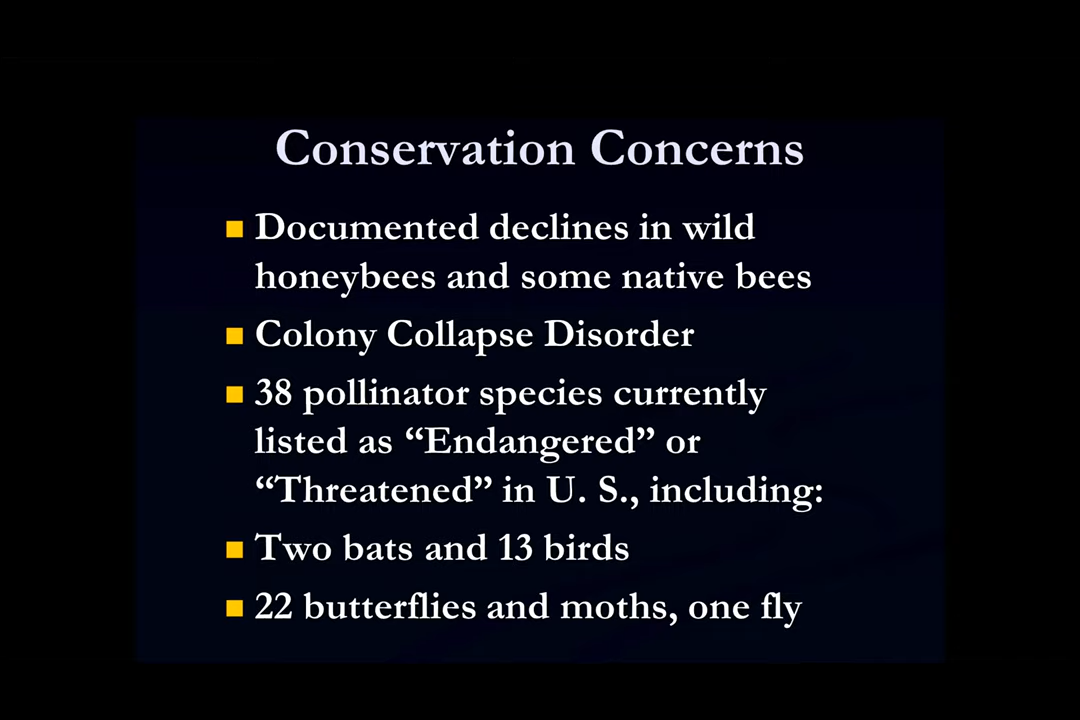 Conservation Concerns
Documented declines in wild
honeybees and some native bees
Colony Collapse Disorder
38 pollinator species currently
listed as “Endangered” or
“Threatened” in U. S., including:
Two bats and 13 birds
22 butterflies and moths, one fly